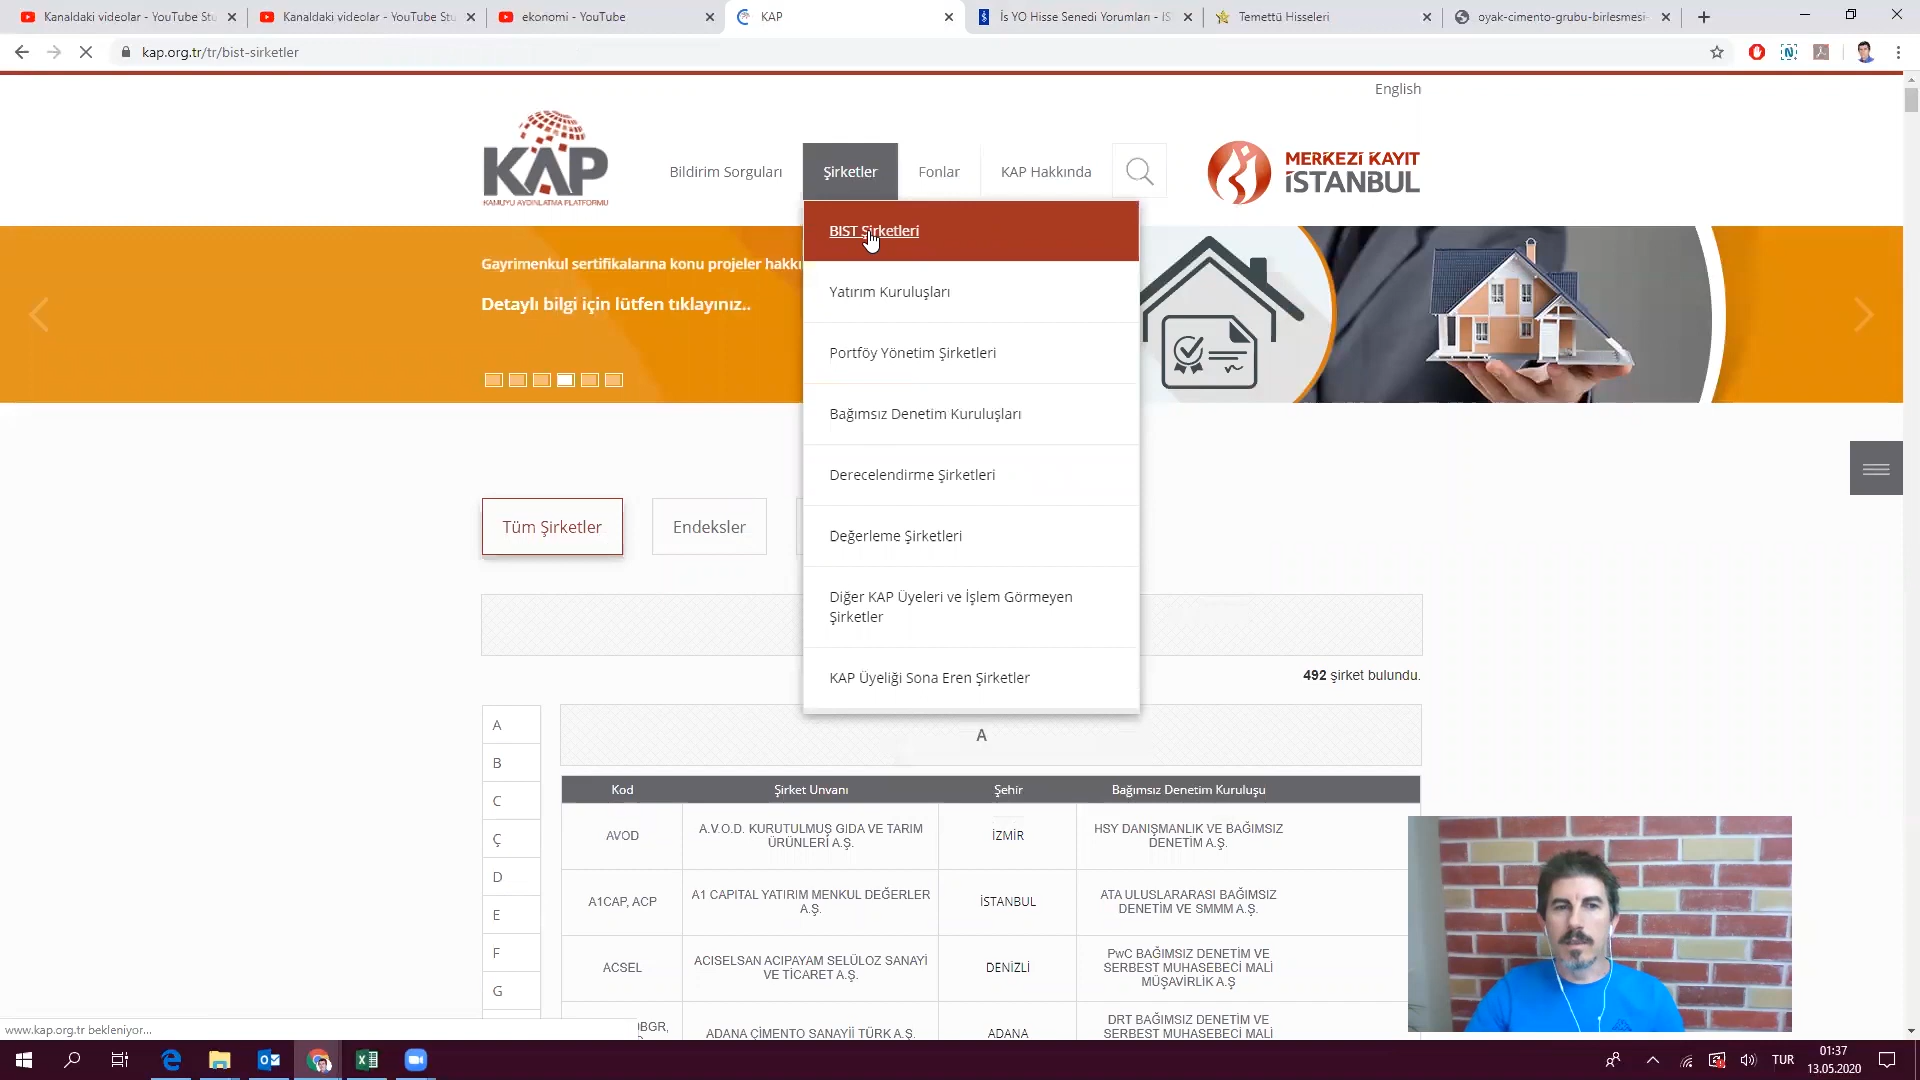 Kanaldaki videolar - YouTube Stu
Kanaldaki videolar - YouTube Stu
ekonomi - YouTube
KAP
İs YO Hisse Senedi Yorumları - IS
Temettü Hisseleri
oyak-cimento-grubu-birlesmesi-
kap.org.tr/tr/bist-sirketler
English
KAP
KAMUYU AYDINLATMA PLATFORMU
Bildirim Sorguları
Şirketler
Fonlar
KAP Hakkında
MERKEZİ KAYIT
İSTANBUL
BIST Şirketleri
Yatırım Kuruluşları
Portföy Yönetim Şirketleri
Bağımsız Denetim Kuruluşları
Derecelendirme Şirketleri
Değerleme Şirketleri
Diğer KAP Üyeleri ve İşlem Görmeyen
Şirketler
KAP Üyeliği Sona Eren Şirketler
Gayrimenkul sertifikalarına konu projeler hakkı
Detaylı bilgi için lütfen tıklayınız..
Tüm Şirketler
Endeksler
492 şirket bulundu.
A
B
C
Ç
D
E
F
G
A
Kod Şirket Unvanı Şehir Bağımsız Denetim Kuruluşu
AVOD
A.V.O.D. KURUTULMUŞ GIDA VE TARIM
ÜRÜNLERİ A.Ş.
İZMİR
HSY DANIŞMANLIK VE BAĞIMSIZ
DENETİM A.Ş.
A1CAP, ACP
A1 CAPITAL YATIRIM MENKUL DEĞERLER
A.Ş.
İSTANBUL
ATA ULUSLARARASI BAĞIMSIZ
DENETİM VE SMMM A.Ş.
ACSEL
ACISELSAN ACIPAYAM SELÜLOZ SANAYİ
VE TİCARET A.Ş.
DENİZLİ
PwC BAĞIMSIZ DENETİM VE
SERBEST MUHASEBECİ MALİ
MÜŞAVİRLİK A.Ş
BGR,
ADANA ÇİMENTO SANAYİİ TÜRK A.Ş.
ADANA
DRT BAĞIMSIZ DENETİM VE
SERBEST MUHASEBECİ MALİ
www.kap.org.tr bekleniyor...
TUR
01:37
13.05.2020